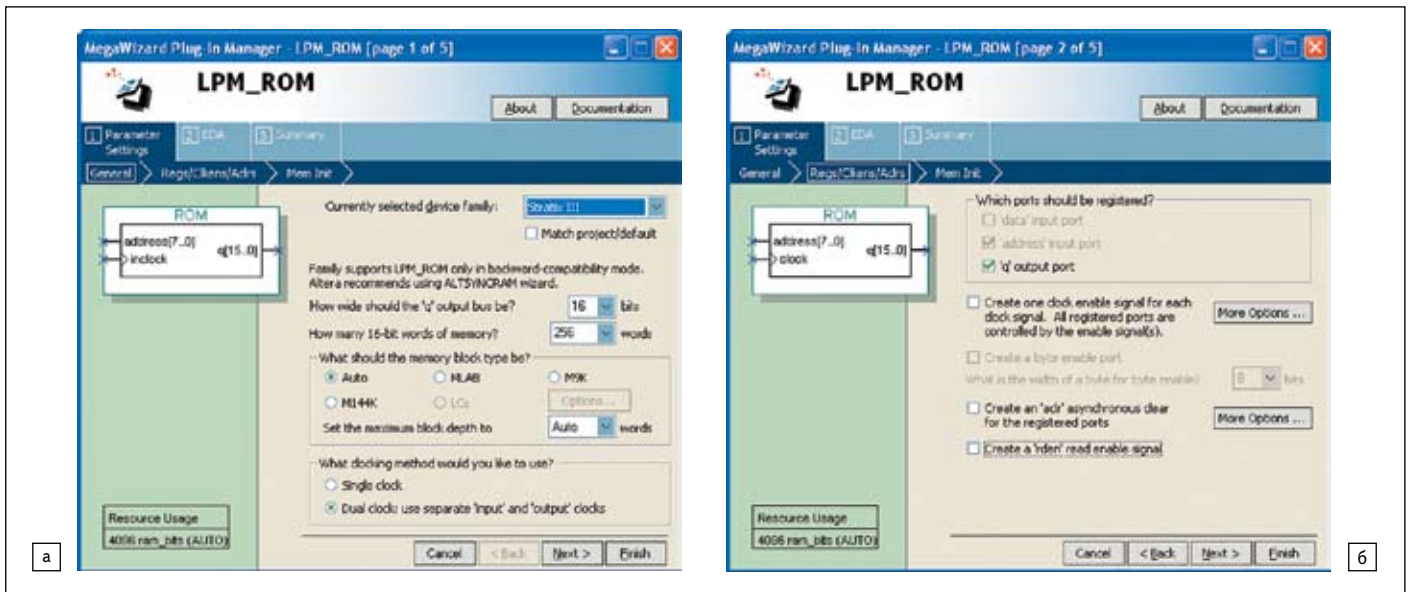 MegaWizard Plug-In Manager - LPM_ROM [page 1 of 5]
LPM_ROM
About
Documentation
1 Parameter Settings
2 EDA
3 Summary
General
Regs/Clkens/Aclrs
Mem Init
ROM
address[7..0]
inclock
q[15..0]
Currently selected device family:
Stratix III
Match project/default
Family supports LPM_ROM only in backward-compatibility mode.
Altera recommends using ALTSYNCRAM wizard.
How wide should the 'q' output bus be?
16
bits
How many 16-bit words of memory?
256
words
What should the memory block type be?
Auto
MLAB
M9K
M144K
LCs
Options...
Set the maximum block depth to
Auto
words
What clocking method would you like to use?
Single clock
Dual clock: use separate 'input' and 'output' clocks
Resource Usage
4096 ram_bits (AUTO)
Cancel
< Back
Next >
Finish
а
MegaWizard Plug-In Manager - LPM_ROM [page 2 of 5]
LPM_ROM
About
Documentation
1 Parameter Settings
2 EDA
3 Summary
General
Regs/Clkens/Aclrs
Mem Init
ROM
address[7..0]
clock
q[15..0]
Which ports should be registered?
'data' input port
'address' input port
'q' output port
Create one clock enable signal for each
clock signal. All registered ports are
controlled by the enable signal(s).
More Options ...
Create a byte enable port
What is the width of a byte for byte enables?
8
bits
Create an 'aclr' asynchronous clear
for the registered ports
More Options ...
Create a 'rden' read enable signal
Resource Usage
4096 ram_bits (AUTO)
Cancel
< Back
Next >
Finish
б